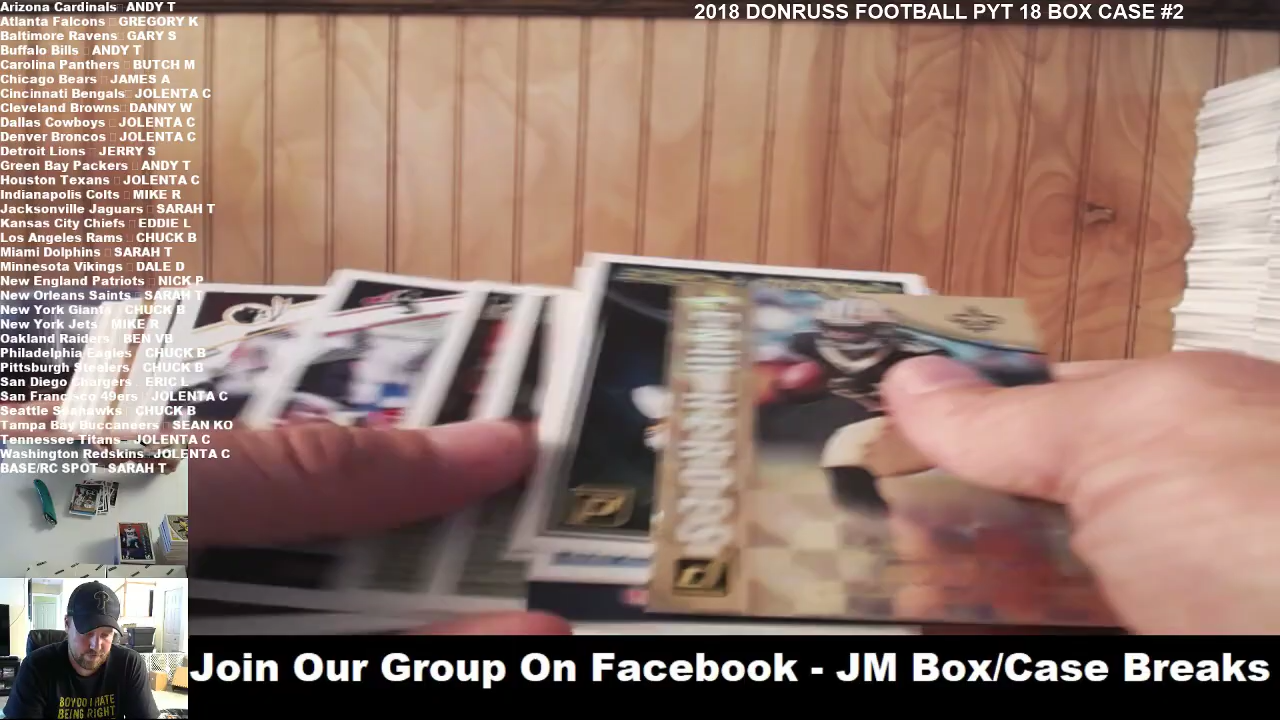 2018 DONRUSS FOOTBALL PYT 18 BOX CASE #2
Arizona Cardinals ANDY T
Atlanta Falcons GREGORY K
Baltimore Ravens GARY S
Buffalo Bills ANDY T
Carolina Panthers BUTCH M
Chicago Bears JAMES A
Cincinnati Bengals JOLENTA C
Cleveland Browns DANNY W
Dallas Cowboys JOLENTA C
Denver Broncos JOLENTA C
Detroit Lions JERRY S
Green Bay Packers ANDY T
Houston Texans JOLENTA C
Indianapolis Colts MIKE R
Jacksonville Jaguars SARAH T
Kansas City Chiefs EDDIE L
Los Angeles Rams CHUCK B
Miami Dolphins SARAH T
Minnesota Vikings DALE D
New England Patriots NICK P
New Orleans Saints SARAH T
New York Giants CHUCK B
New York Jets MIKE R
Oakland Raiders BEN VB
Philadelphia Eagles CHUCK B
Pittsburgh Steelers CHUCK B
San Diego Chargers ERIC L
San Francisco 49ers JOLENTA C
Seattle Seahawks CHUCK B
Tampa Bay Buccaneers SEAN KO
Tennessee Titans JOLENTA C
Washington Redskins JOLENTA C
BASE/RC SPOT SARAH T
BOY DO I HATE
BEING RIGHT
Join Our Group On Facebook - JM Box/Case Breaks